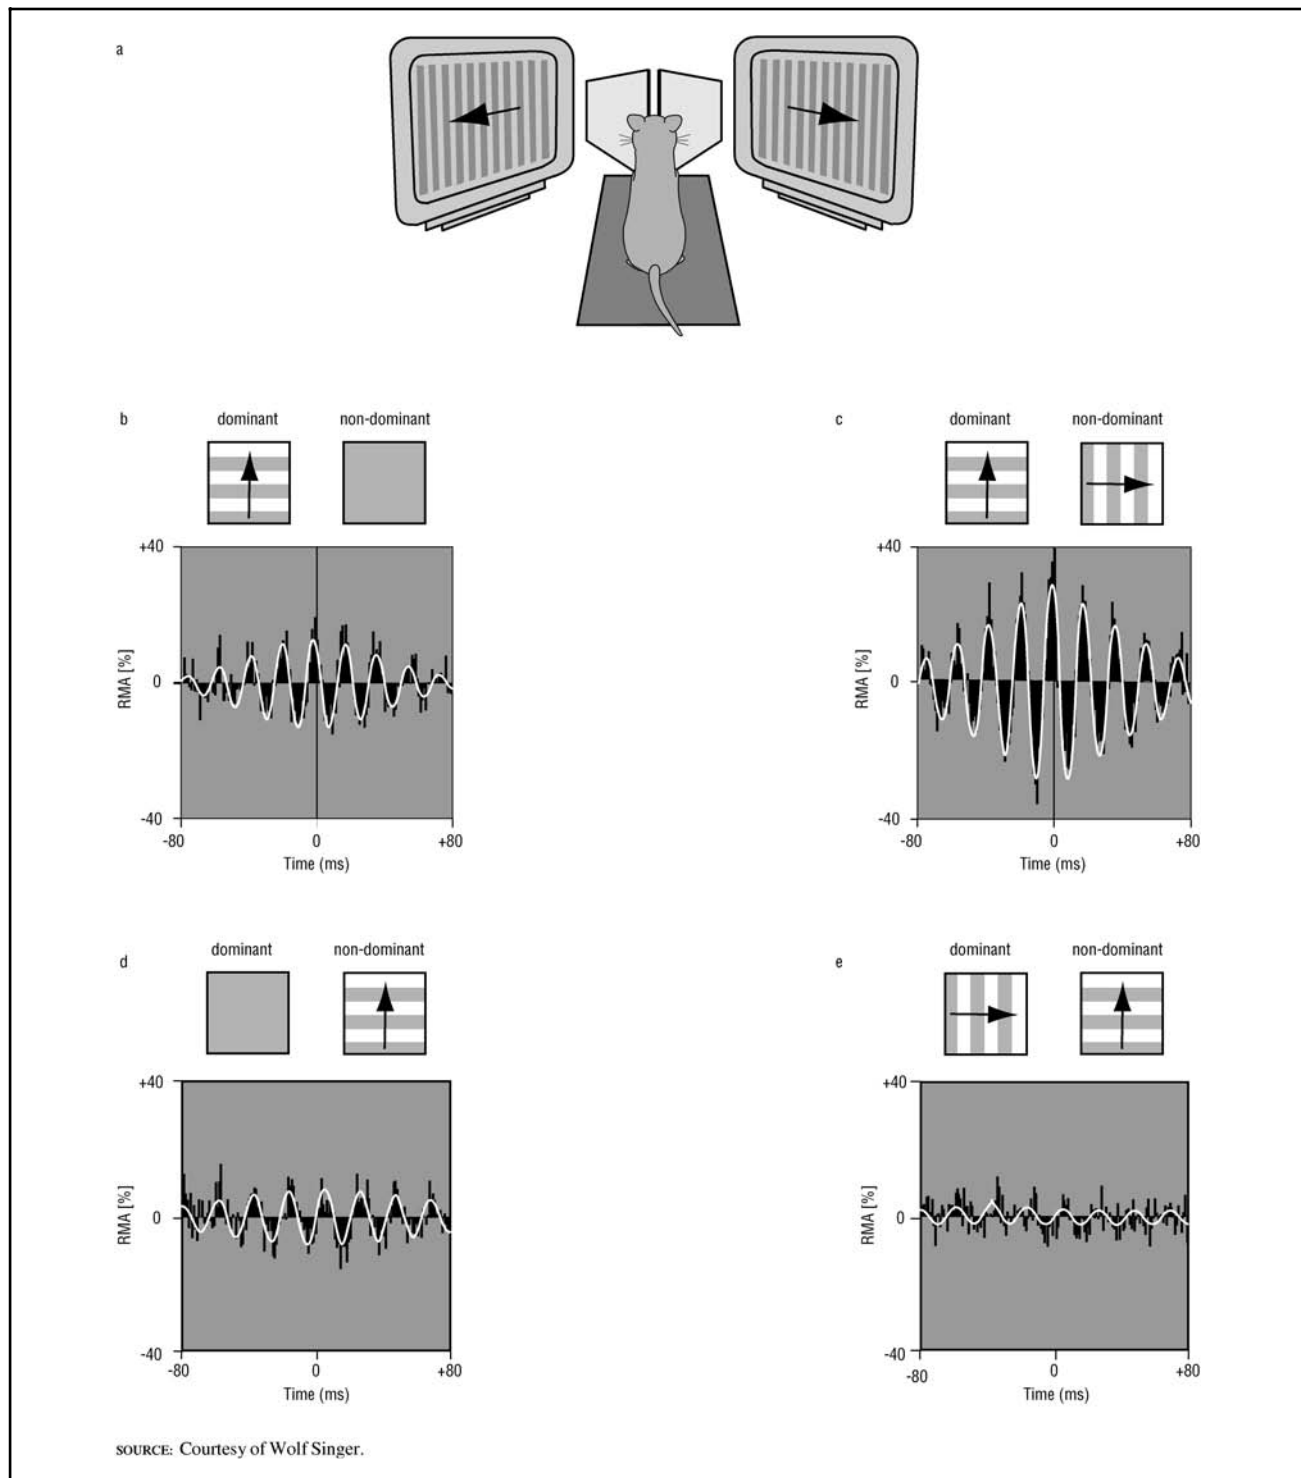 a
b
dominant non-dominant
+40
RMA [%]
0
-40
-80 0 +80
Time (ms)
c
dominant non-dominant
+40
RMA [%]
0
-40
-80 0 +80
Time (ms)
d
dominant non-dominant
+40
RMA [%]
0
-40
-80 0 +80
Time (ms)
e
dominant non-dominant
+40
RMA [%]
0
-40
-80 0 +80
Time (ms)
SOURCE: Courtesy of Wolf Singer.